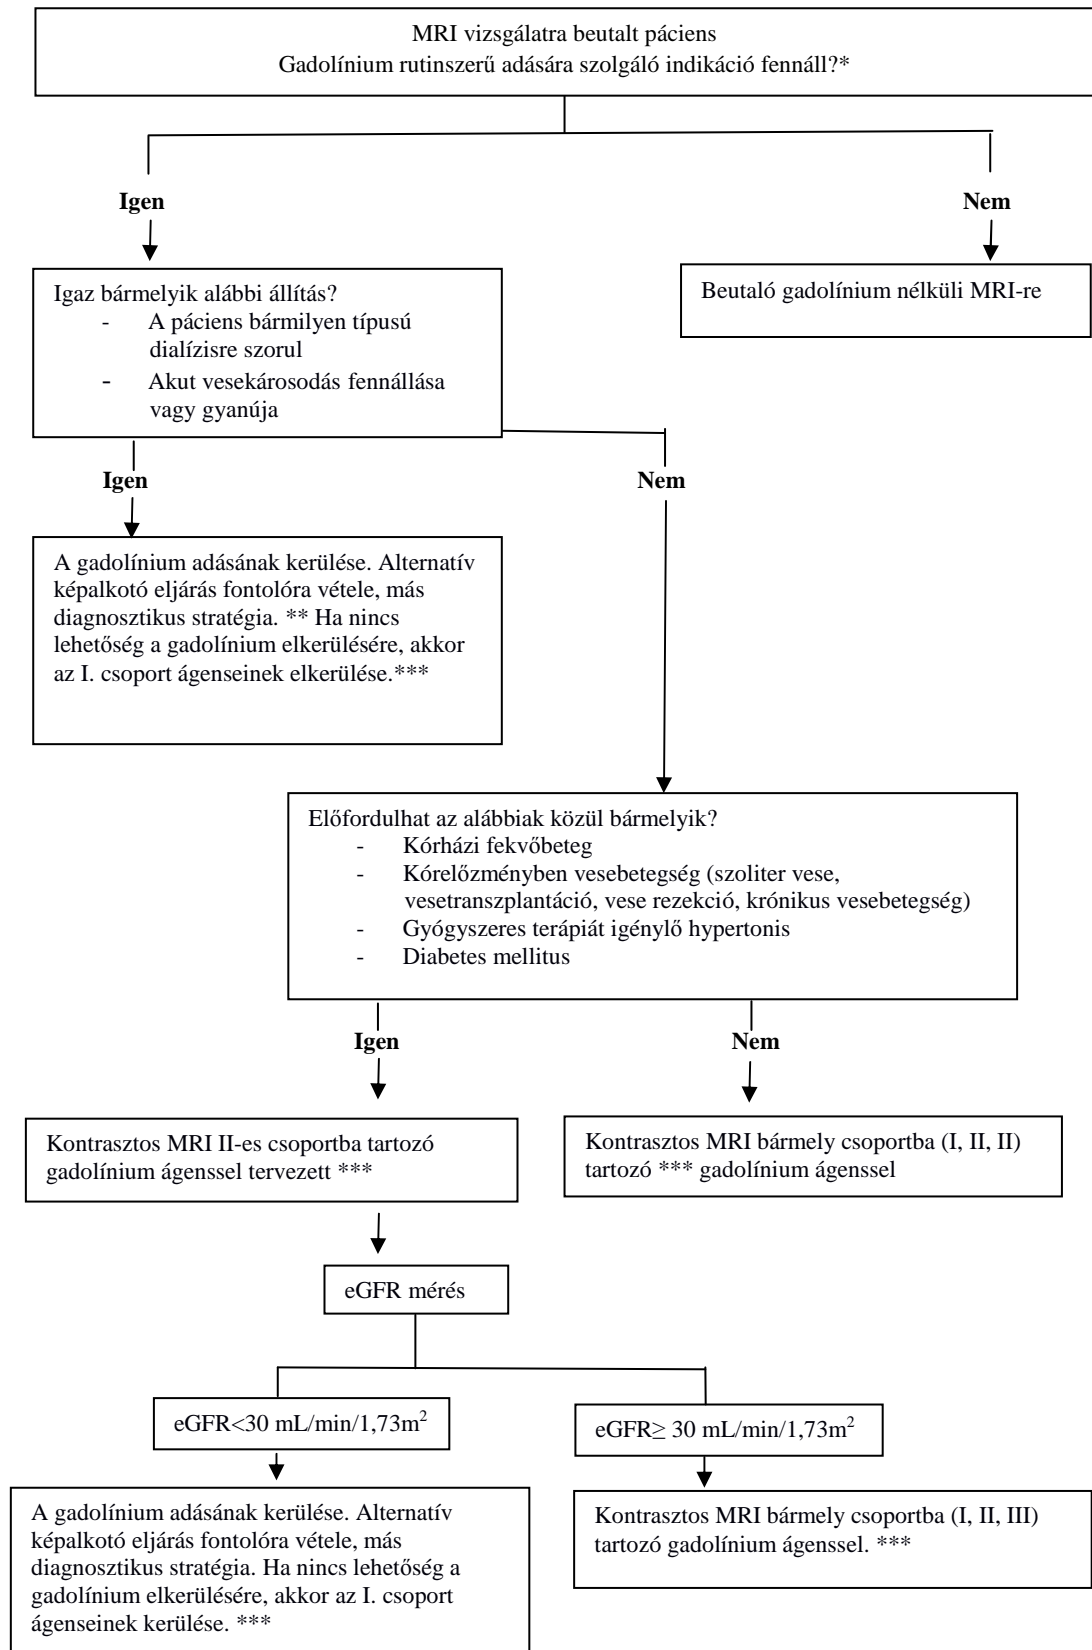 MRI vizsgálatra beutalt páciens
Gadolínium rutinszerű adására szolgáló indikáció fennáll?*
Igen
Nem
Igaz bármelyik alábbi állítás?
- A páciens bármilyen típusú
dialízisre szorul
- Akut vesekárosodás fennállása
vagy gyanúja
Beutaló gadolínium nélküli MRI-re
Igen
Nem
A gadolínium adásának kerülése. Alternatív
képalkotó eljárás fontolóra vétele, más
diagnosztikus stratégia. ** Ha nincs
lehetőség a gadolínium elkerülésére, akkor
az I. csoport ágenseinek elkerülése.***
Előfordulhat az alábbiak közül bármelyik?
- Kórházi fekvőbeteg
- Kórelőzményben vesebetegség (szoliter vese,
vesetranszplantáció, vese rezekció, krónikus vesebetegség)
- Gyógyszeres terápiát igénylő hypertonis
- Diabetes mellitus
Igen
Nem
Kontrasztos MRI II-es csoportba tartozó
gadolínium ágenssel tervezett ***
Kontrasztos MRI bármely csoportba (I, II, II)
tartozó *** gadolínium ágenssel
eGFR mérés
eGFR<30 mL/min/1,73m²
eGFR≥ 30 mL/min/1,73m²
A gadolínium adásának kerülése. Alternatív
képalkotó eljárás fontolóra vétele, más
diagnosztikus stratégia. Ha nincs lehetőség a
gadolínium elkerülésére, akkor az I. csoport
ágenseinek kerülése. ***
Kontrasztos MRI bármely csoportba (I, II, III)
tartozó gadolínium ágenssel. ***